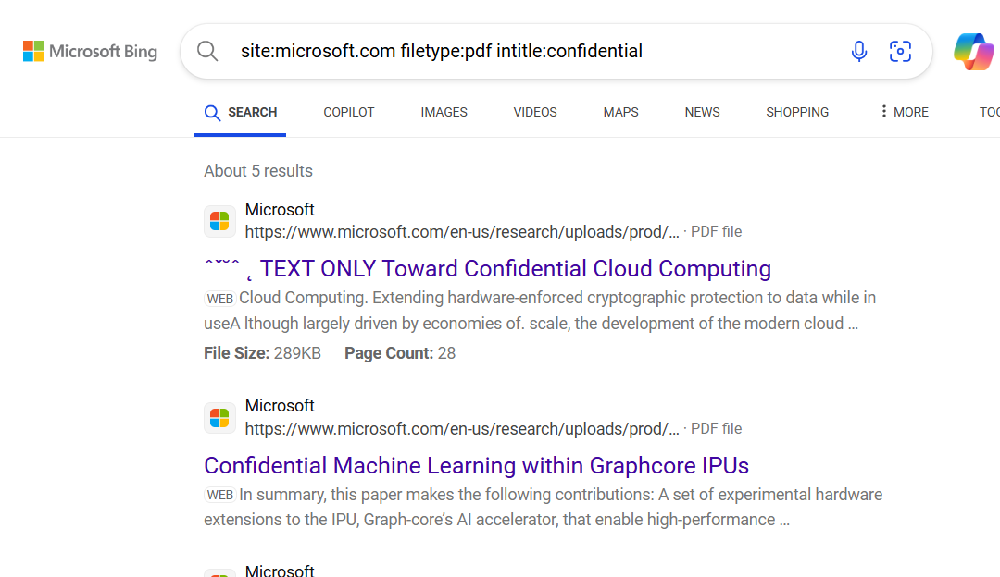 Microsoft Bing
site:microsoft.com filetype:pdf intitle:confidential
SEARCH COPILOT IMAGES VIDEOS MAPS NEWS SHOPPING MORE TOO
About 5 results
Microsoft
https://www.microsoft.com/en-us/research/uploads/prod/… · PDF file
TEXT ONLY Toward Confidential Cloud Computing
WEB Cloud Computing. Extending hardware-enforced cryptographic protection to data while in
useA lthough largely driven by economies of. scale, the development of the modern cloud …
File Size: 289KB Page Count: 28
Microsoft
https://www.microsoft.com/en-us/research/uploads/prod/… · PDF file
Confidential Machine Learning within Graphcore IPUs
WEB In summary, this paper makes the following contributions: A set of experimental hardware
extensions to the IPU, Graph-core’s AI accelerator, that enable high-performance …
Microsoft